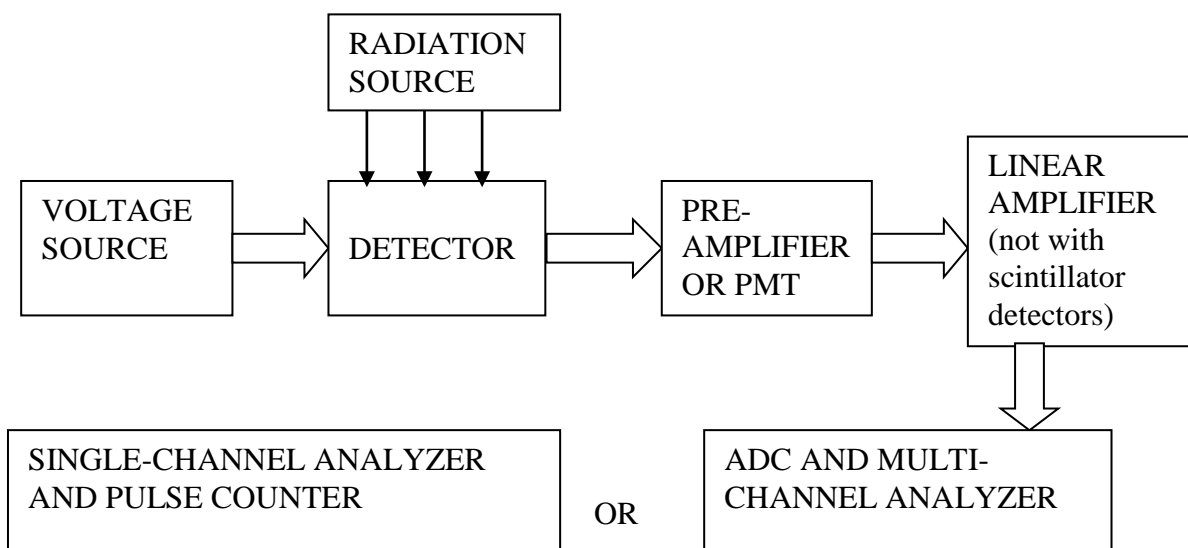 RADIATION
SOURCE
VOLTAGE
SOURCE
DETECTOR
PRE-
AMPLIFIER
OR PMT
LINEAR
AMPLIFIER
(not with
scintillator
detectors)
SINGLE-CHANNEL ANALYZER
AND PULSE COUNTER
OR
ADC AND MULTI-
CHANNEL ANALYZER